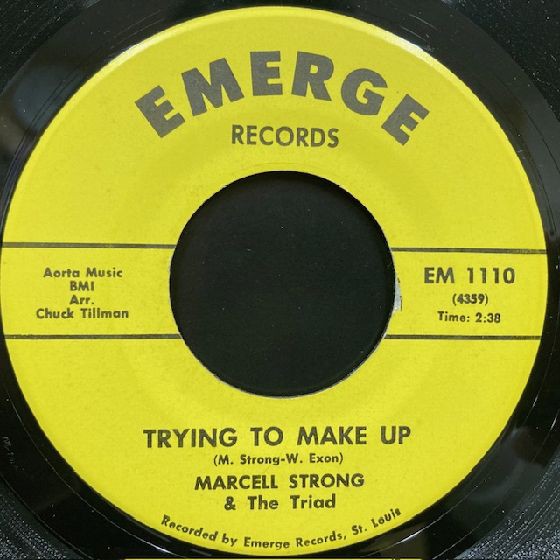 EMERGE
RECORDS
Aorta Music
BMI
Arr.
Chuck Tillman
EM 1110
(4359)
Time: 2:38
TRYING TO MAKE UP
(M. Strong-W. Exon)
MARCELL STRONG
& The Triad
Recorded by Emerge Records, St. Louis